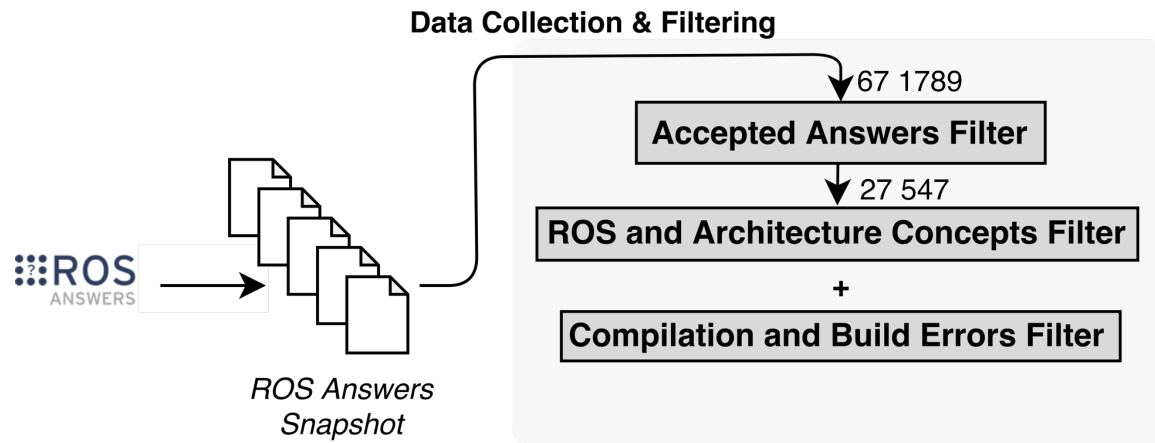 Data Collection & Filtering
67 1789
Accepted Answers Filter
27 547
ROS and Architecture Concepts Filter
+
Compilation and Build Errors Filter
?ROS
ANSWERS
ROS Answers
Snapshot